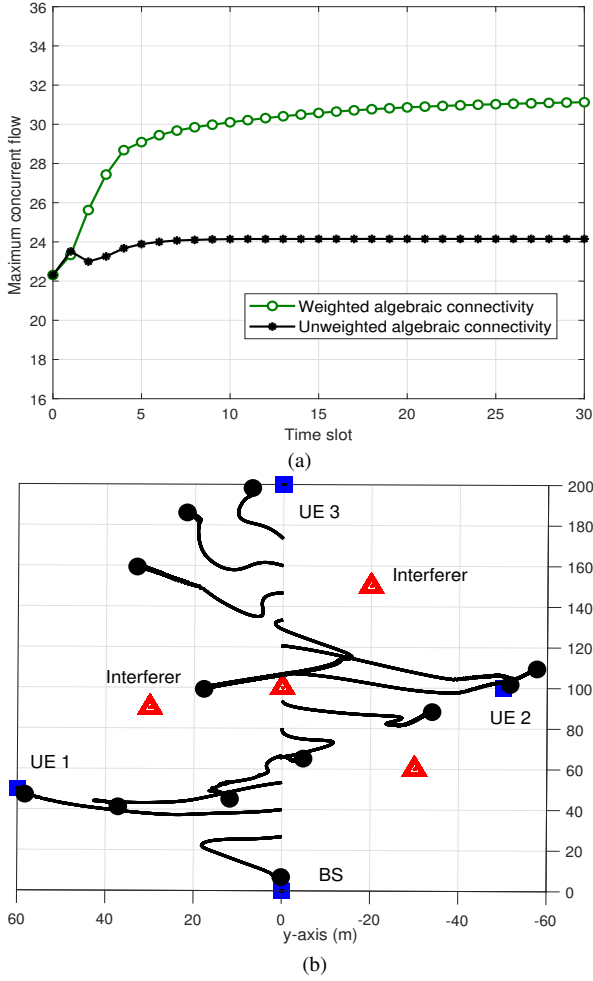 36
34
32
30
28
26
24
22
20
18
16
Maximum concurrent flow
Weighted algebraic connectivity
Unweighted algebraic connectivity
0 5 10 15 20 25 30
Time slot
(a)
200
180
160
140
120
100
80
60
40
20
0
UE 3
Interferer
Interferer
UE 2
UE 1
BS
60 40 20 0 -20 -40 -60
y-axis (m)
(b)